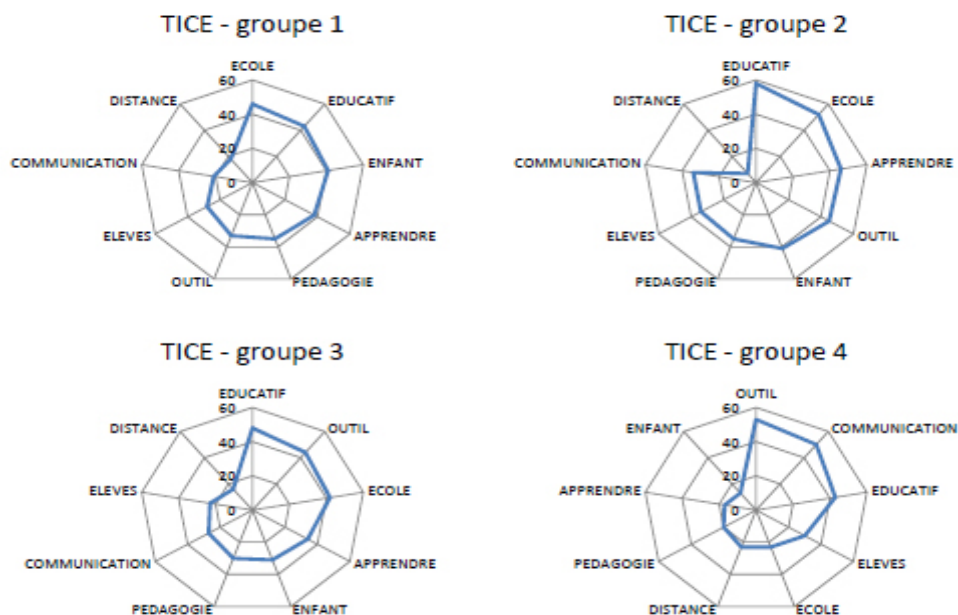 TICE - groupe 1
ECOLE
60
DISTANCE
EDUCATIF
40
COMMUNICATION
20
ENFANT
0
ELEVES
APPRENDRE
OUTIL
PEDAGOGIE
TICE - groupe 2
EDUCATIF
60
DISTANCE
ECOLE
40
COMMUNICATION
20
APPRENDRE
0
ELEVES
OUTIL
PEDAGOGIE
ENFANT
TICE - groupe 3
EDUCATIF
60
DISTANCE
OUTIL
40
ELEVES
20
ECOLE
0
COMMUNICATION
APPRENDRE
PEDAGOGIE
ENFANT
TICE - groupe 4
OUTIL
60
ENFANT
COMMUNICATION
40
APPRENDRE
20
EDUCATIF
0
PEDAGOGIE
ELEVES
DISTANCE
ECOLE